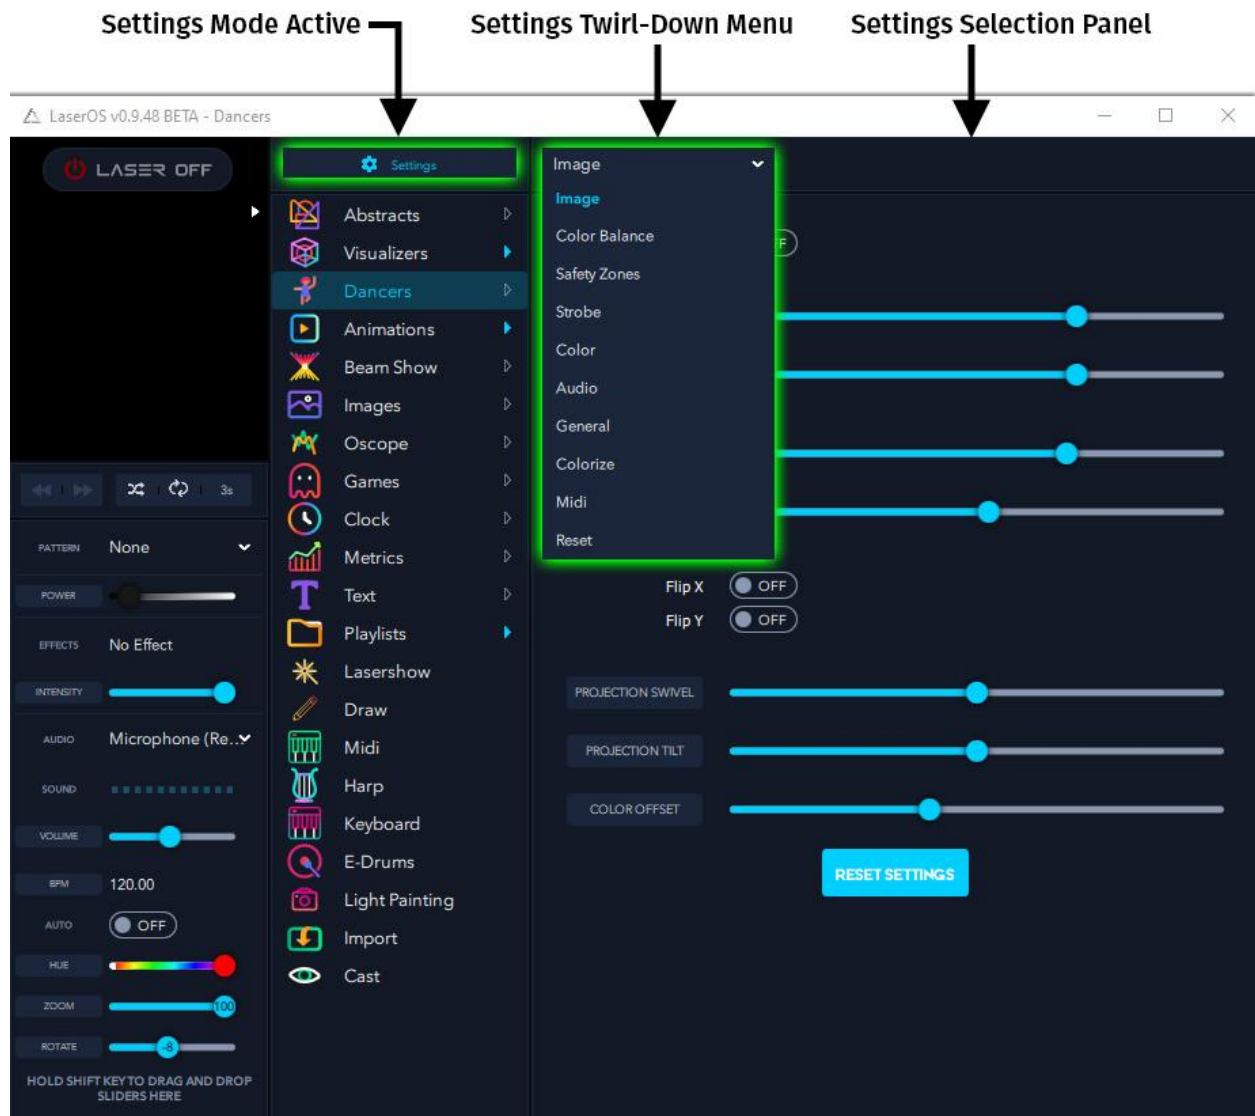 Settings Mode Active
Settings Twirl-Down Menu
Settings Selection Panel
LaserOS v0.9.48 BETA - Dancers
LASER OFF
3s
PATTERN None
POWER
EFFECTS No Effect
INTENSITY
AUDIO Microphone (Re...
SOUND
VOLUME
BPM 120.00
AUTO OFF
HUE
ZOOM 100
ROTATE -8
HOLD SHIFT KEY TO DRAG AND DROP
SLIDERS HERE
Settings
Abstracts
Visualizers
Dancers
Animations
Beam Show
Images
Oscope
Games
Clock
Metrics
Text
Playlists
Lasershow
Draw
Midi
Harp
Keyboard
E-Drums
Light Painting
Import
Cast
Image
Image
Color Balance
Safety Zones
Strobe
Color
Audio
General
Colorize
Midi
Reset
Flip X OFF
Flip Y OFF
PROJECTION SWIVEL
PROJECTION TILT
COLOR OFFSET
RESET SETTINGS